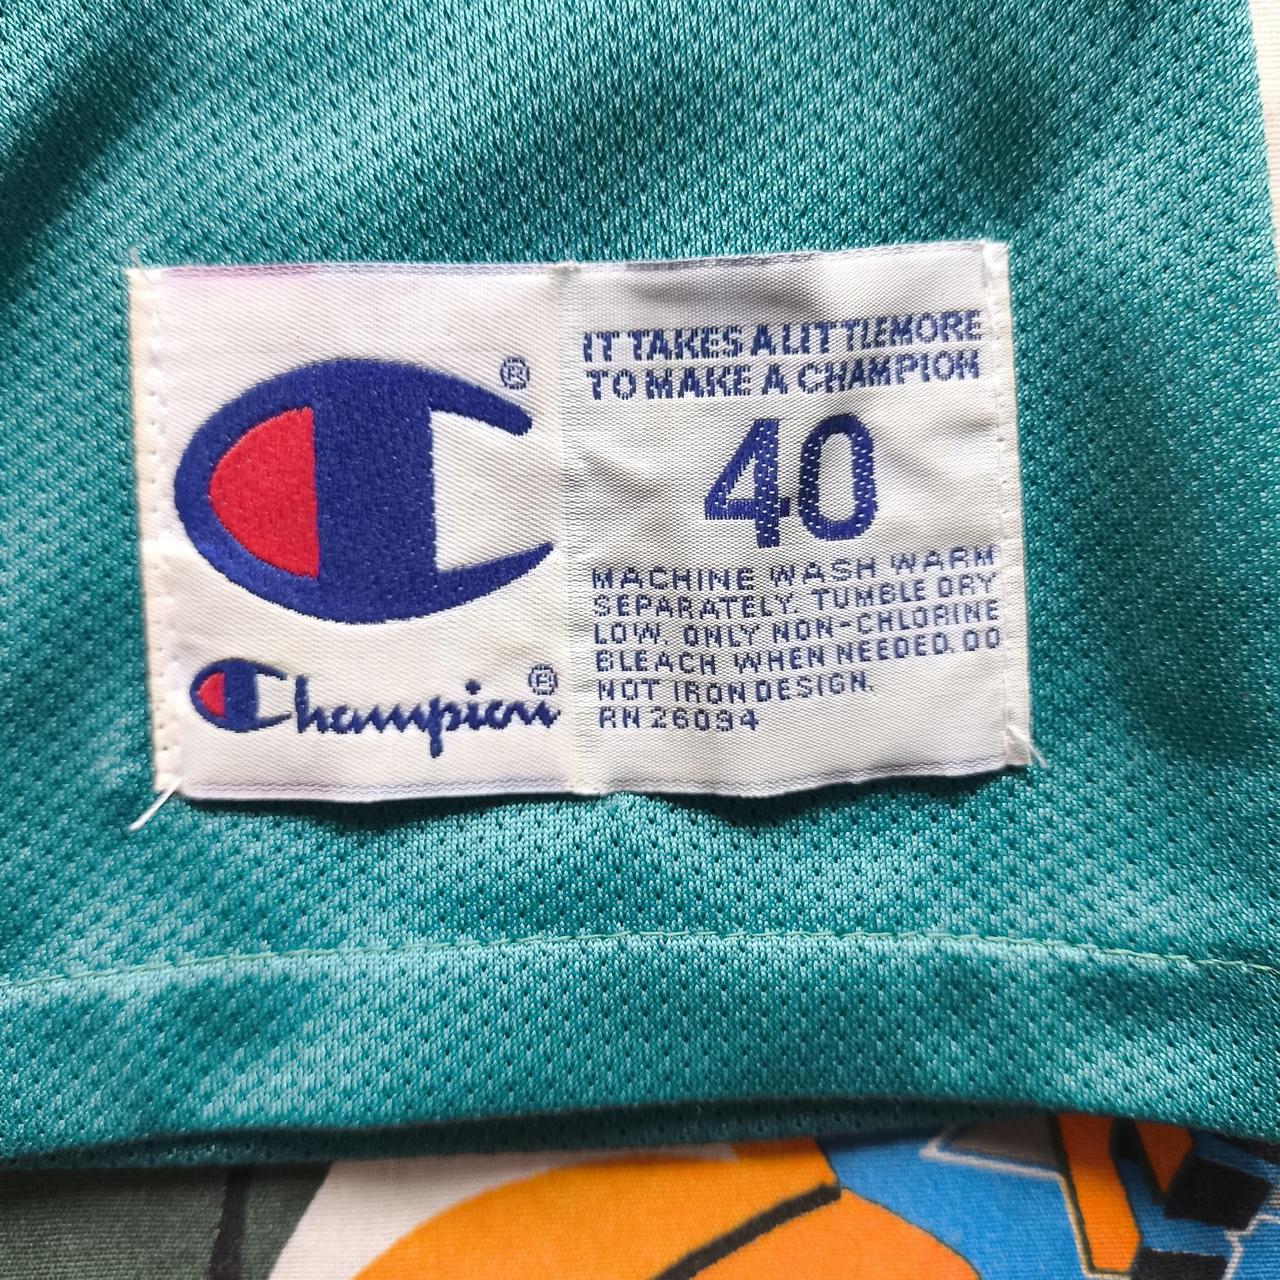 ®
Champion®
IT TAKES A LITTLE MORE
TO MAKE A CHAMPION
40
MACHINE WASH WARM
SEPARATELY. TUMBLE DRY
LOW. ONLY NON-CHLORINE
BLEACH WHEN NEEDED. DO
NOT IRON DESIGN.
RN 26094